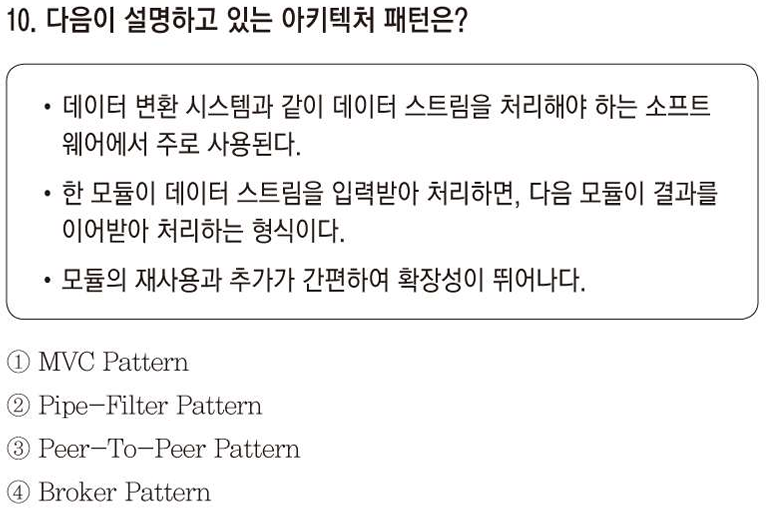 10. 다음이 설명하고 있는 아키텍처 패턴은?
• 데이터 변환 시스템과 같이 데이터 스트림을 처리해야 하는 소프트
웨어에서 주로 사용된다.
• 한 모듈이 데이터 스트림을 입력받아 처리하면, 다음 모듈이 결과를
이어받아 처리하는 형식이다.
• 모듈의 재사용과 추가가 간편하여 확장성이 뛰어나다.
① MVC Pattern
② Pipe-Filter Pattern
③ Peer-To-Peer Pattern
④ Broker Pattern